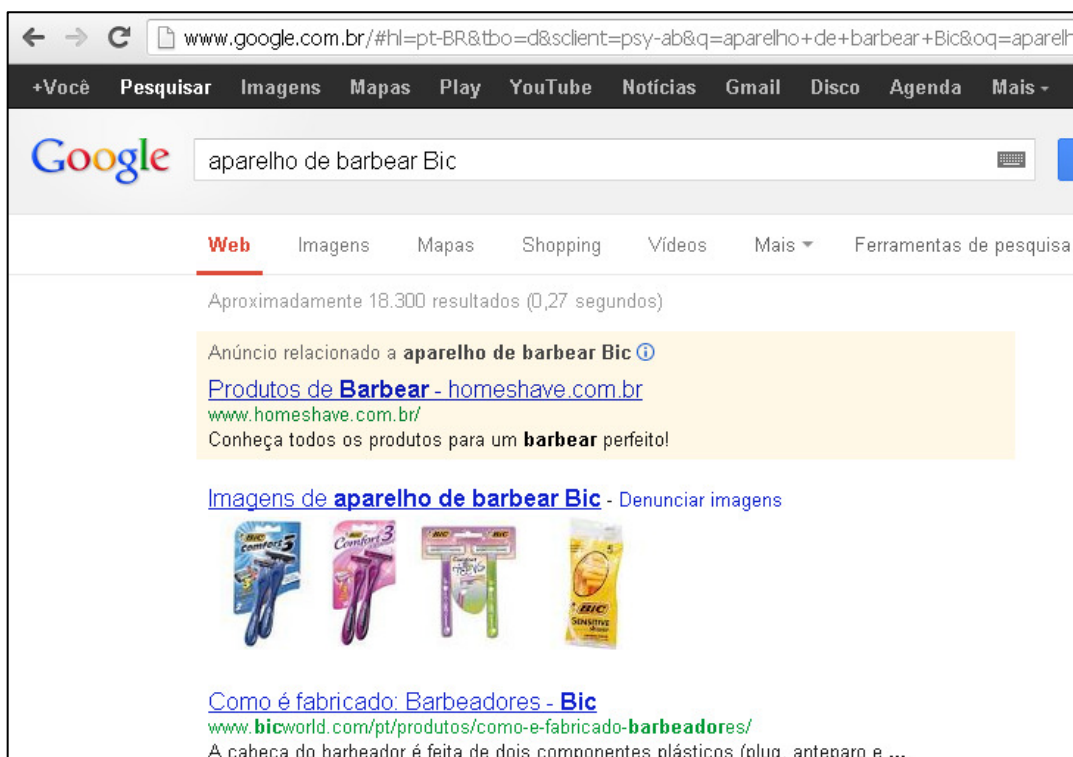 www.google.com.br/#hl=pt-BR&tbo=d&sclient=psy-ab&q=aparelho+de+barbear+Bic&oq=aparelh
+Você Pesquisar Imagens Mapas Play YouTube Notícias Gmail Disco Agenda Mais
Google aparelho de barbear Bic
Web Imagens Mapas Shopping Vídeos Mais Ferramentas de pesquisa
Aproximadamente 18.300 resultados (0,27 segundos)
Anúncio relacionado a aparelho de barbear Bic
Produtos de Barbear - homeshave.com.br
www.homeshave.com.br/
Conheça todos os produtos para um barbear perfeito!
Imagens de aparelho de barbear Bic - Denunciar imagens
BIC Comfort 3
Comfort 3
BIC BIC
5
BIC
SENSITIVE
Como é fabricado: Barbeadores - Bic
www.bicworld.com/pt/produtos/como-e-fabricado-barbeadores/
A cabeça do barbeador é feita de dois componentes plásticos (plug, anteparo e ...